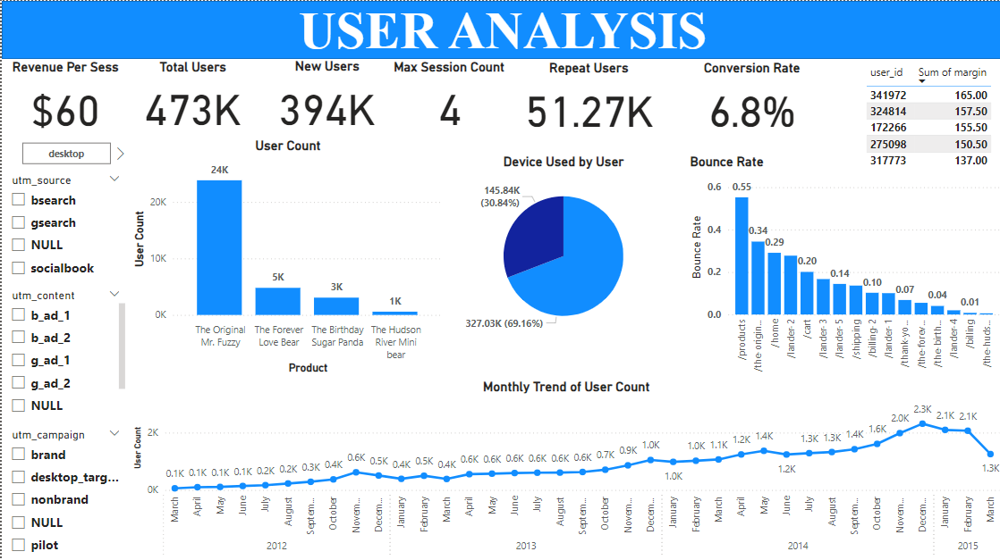 USER ANALYSIS
Revenue Per Sess
$60
Total Users
473K
New Users
394K
Max Session Count
4
Repeat Users
51.27K
Conversion Rate
6.8%
user_id Sum of margin
341972 165.00
324814 157.50
172266 155.50
275098 150.50
317773 137.00
desktop
utm_source
bsearch
gsearch
NULL
socialbook
utm_content
b_ad_1
b_ad_2
g_ad_1
g_ad_2
NULL
utm_campaign
brand
desktop_targ...
nonbrand
NULL
pilot
User Count
User Count
20K
10K
0K
24K
5K
3K
1K
The Original
Mr. Fuzzy
The Forever
Love Bear
The Birthday
Sugar Panda
The Hudson
River Mini
bear
Product
Device Used by User
145.84K
(30.84%)
327.03K (69.16%)
Bounce Rate
Bounce Rate
0.6
0.4
0.2
0.0
0.55
0.34
0.29
0.20
0.14
0.10
0.07
0.04
0.01
/products
/the-origin...
/home
/lander-2
/cart
/lander-3
/lander-5
/shipping
/billing-2
/lander-1
/thank-yo...
/the-forev...
/the-birth...
/lander-4
/billing
/the-huds...
Monthly Trend of User Count
User Count
2K
0K
0.1K 0.1K 0.1K 0.1K 0.2K 0.2K 0.3K 0.4K 0.6K 0.5K 0.4K 0.5K 0.4K 0.6K 0.6K 0.6K 0.6K 0.6K 0.6K 0.7K 0.9K 1.0K 1.0K 1.0K 1.1K 1.2K 1.4K 1.2K 1.3K 1.3K 1.4K 1.6K 2.0K 2.3K 2.1K 2.1K 1.3K
March April May June July August Septem... October Novem... Decem... January February March April May June July August Septem... October Novem... Decem... January February March April May June July August Septem... October Novem... Decem... January February March
2012 2013 2014 2015